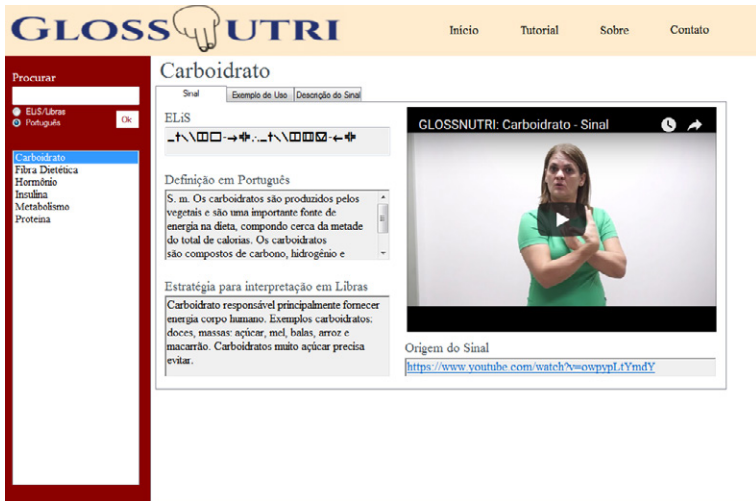 GLOSSNUTRI
Inicio Tutorial Sobre Contato
Procurar
ELiS/Libras
Português
Ok
Carboidrato
Fibra Dietética
Hormônio
Insulina
Metabolismo
Proteina
Carboidrato
Sinal Exemplo de Uso Descrição do Sinal
ELiS
Definição em Português
S. m. Os carboidratos são produzidos pelos
vegetais e são uma importante fonte de
energia na dieta, compondo cerca da metade
do total de calorias. Os carboidratos
são compostos de carbono, hidrogênio e
Estratégia para interpretação em Libras
Carboidrato responsável principalmente fornecer
energia corpo humano. Exemplos carboidratos:
doces, massas: açúcar, mel, balas, arroz e
macarrão. Carboidratos muito açúcar precisa
evitar.
GLOSSNUTRI: Carboidrato - Sinal
Origem do Sinal
https://www.youtube.com/watch?v=owpypLtYmdY